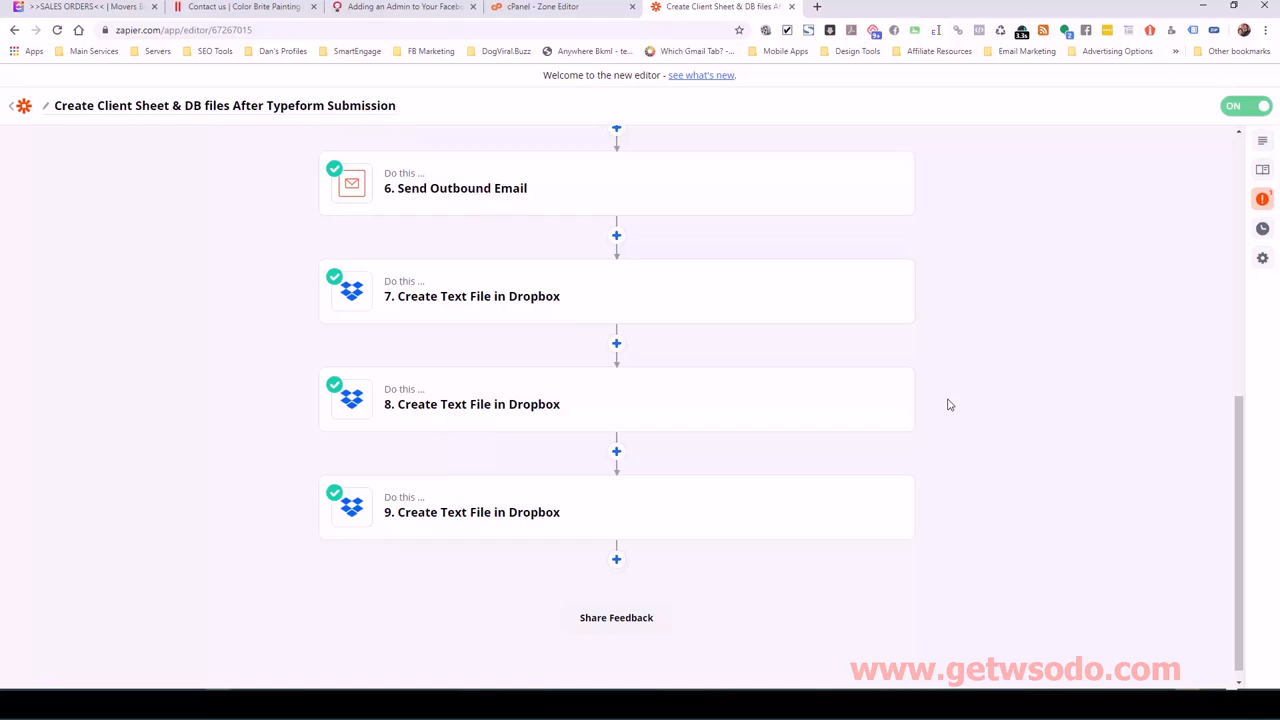 >>SALES ORDERS<< | Movers B
Contact us | Color Brite Painting
Adding an Admin to Your Facebo
cPanel - Zone Editor
Create Client Sheet & DB files Af
zapier.com/app/editor/67267015
Apps
Main Services
Servers
SEO Tools
Dan's Profiles
SmartEngage
FB Marketing
DogViral.Buzz
Anywhere Bkml - te...
Which Gmail Tab? -...
Mobile Apps
Design Tools
Affiliate Resources
Email Marketing
Advertising Options
»
Other bookmarks
Welcome to the new editor - see what's new.
Create Client Sheet & DB files After Typeform Submission
ON
Do this ...
6. Send Outbound Email
Do this ...
7. Create Text File in Dropbox
Do this ...
8. Create Text File in Dropbox
Do this ...
9. Create Text File in Dropbox
Share Feedback
www.getwsodo.com